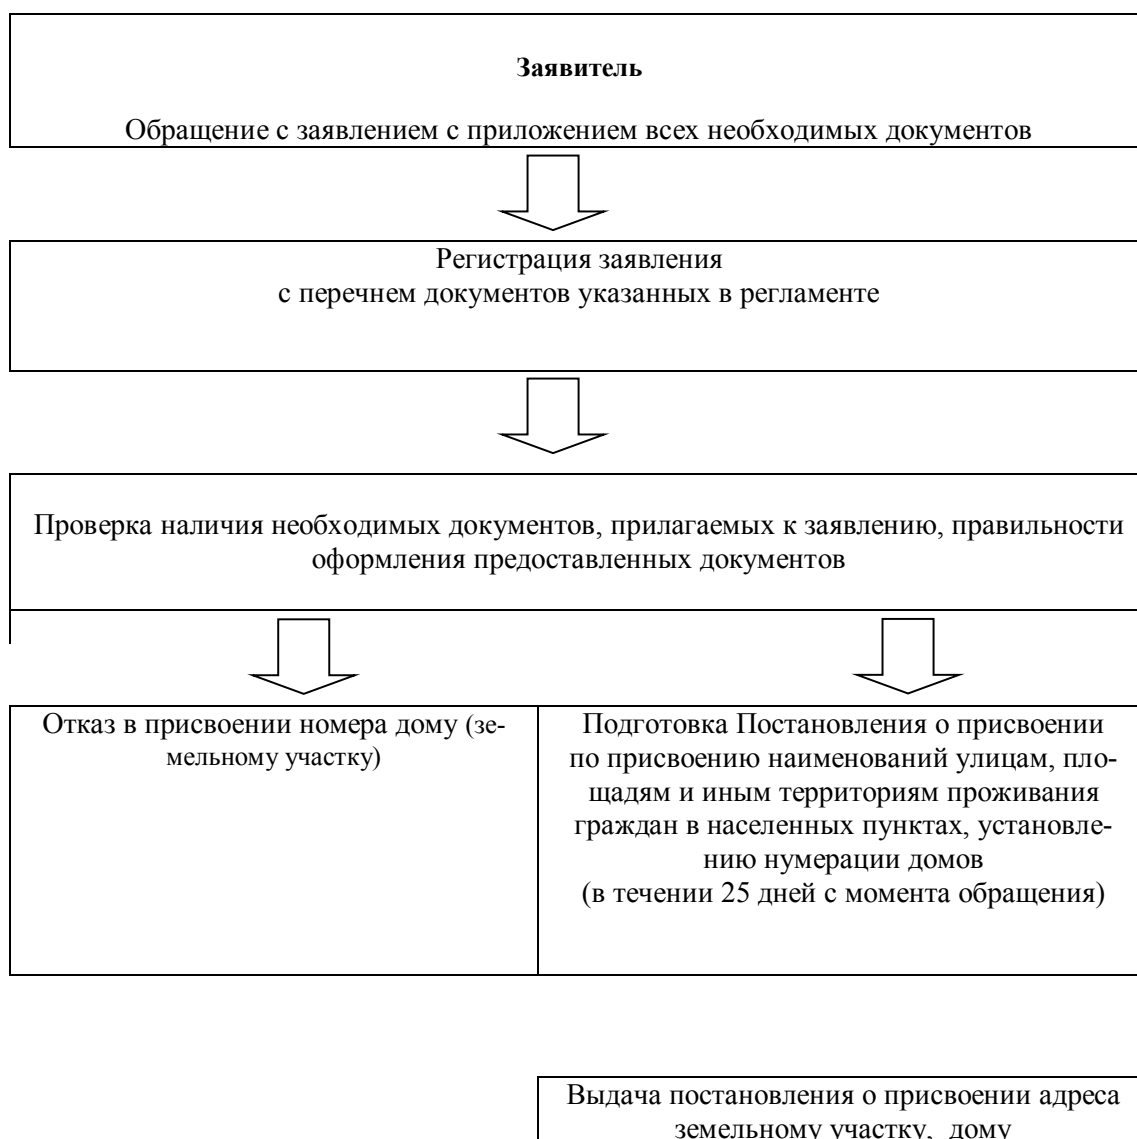 Заявитель
Обращение с заявлением с приложением всех необходимых документов
Регистрация заявления
с перечнем документов указанных в регламенте
Проверка наличия необходимых документов, прилагаемых к заявлению, правильности
оформления предоставленных документов
Отказ в присвоении номера дому (зе-
мельному участку)
Подготовка Постановления о присвоении
по присвоению наименований улицам, пло-
щадям и иным территориям проживания
граждан в населенных пунктах, установле-
нию нумерации домов
(в течении 25 дней с момента обращения)
Выдача постановления о присвоении адреса
земельному участку, дому